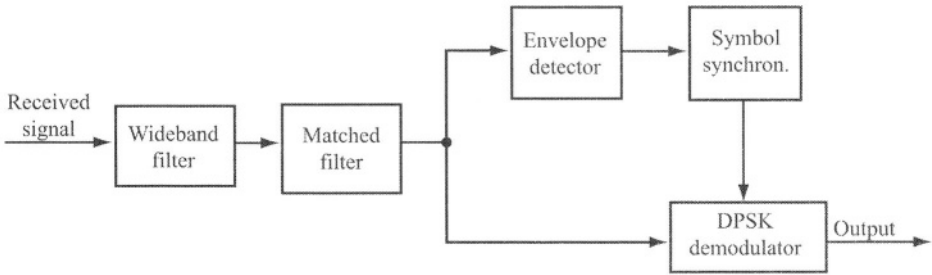 Envelope
detector
Symbol
synchron.
Received
signal
Wideband
filter
Matched
filter
DPSK
demodulator
Output